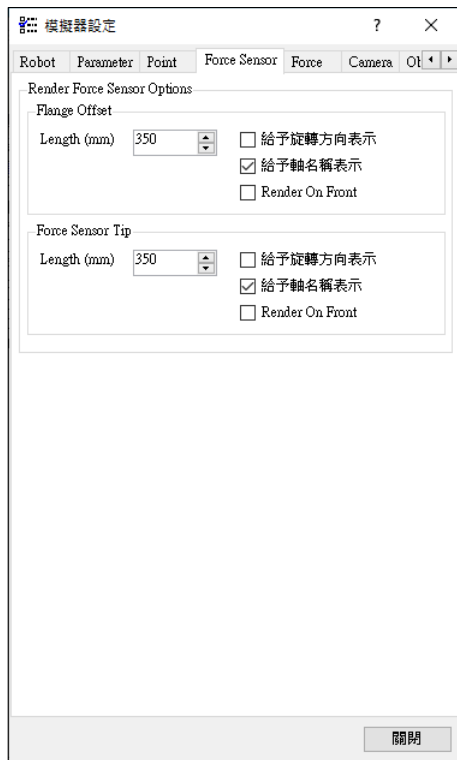 模擬器設定
Robot Parameter Point Force Sensor Force Camera
Render Force Sensor Options
Flange Offset
Length (mm) 350 給予旋轉方向表示
給予軸名稱表示
Render On Front
Force Sensor Tip
Length (mm) 350 給予旋轉方向表示
給予軸名稱表示
Render On Front
關閉